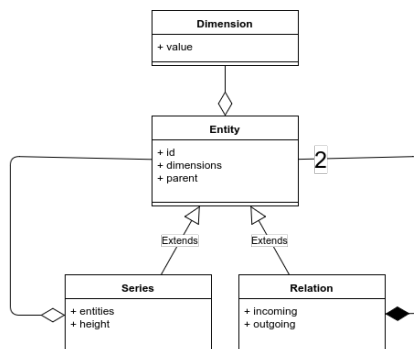 Dimension
+ value
Entity
+ id
+ dimensions
+ parent
2
Extends
Extends
Series
+ entities
+ height
Relation
+ incoming
+ outgoing